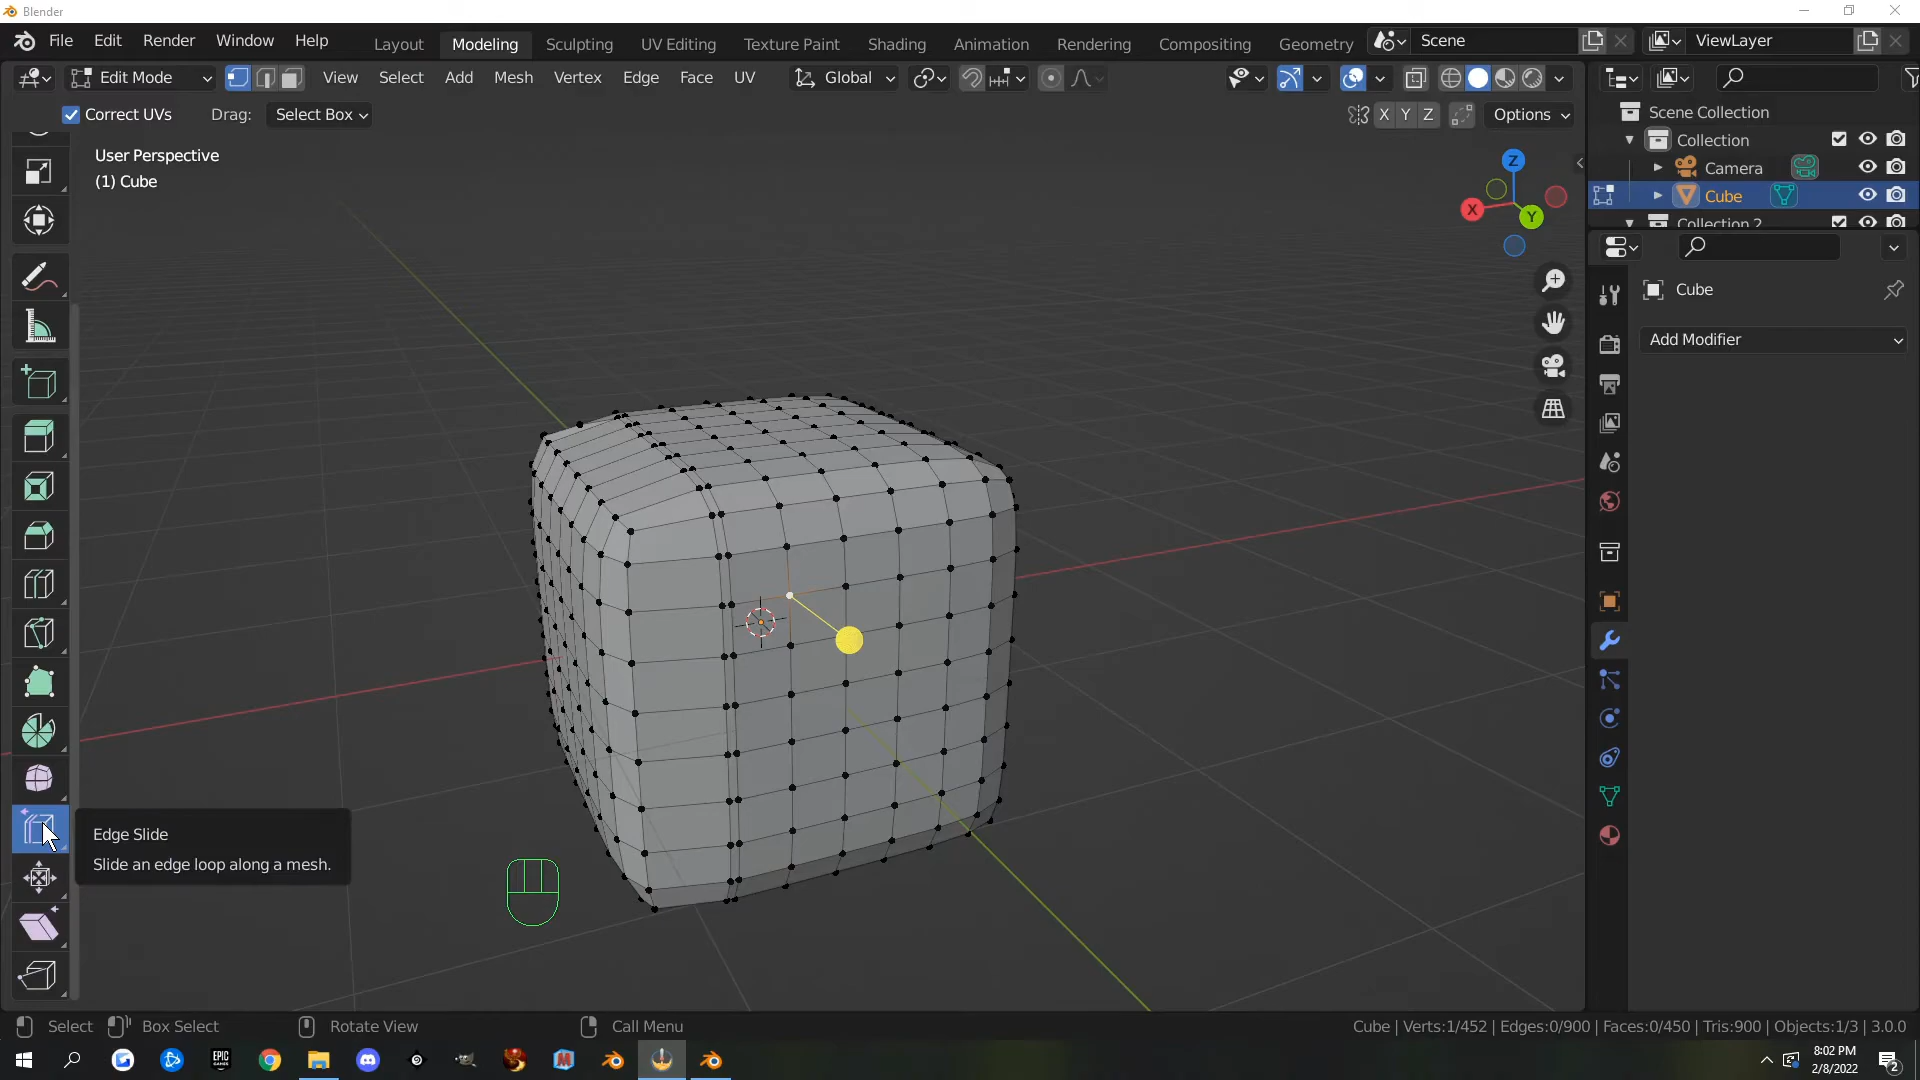 Blender
File Edit Render Window Help Layout Modeling Sculpting UV Editing Texture Paint Shading Animation Rendering Compositing Geometry Scene ViewLayer
Edit Mode View Select Add Mesh Vertex Edge Face UV Global
Correct UVs Drag: Select Box X Y Z Options
User Perspective
(1) Cube
Z
X
Y
Scene Collection
Collection
Camera
Cube
Collection 2
Cube
Add Modifier
Edge Slide
Slide an edge loop along a mesh.
Select Box Select Rotate View Call Menu Cube | Verts:1/452 | Edges:0/900 | Faces:0/450 | Tris:900 | Objects:1/3 | 3.0.0
EPIC GAMES
8:02 PM
2/8/2022
2